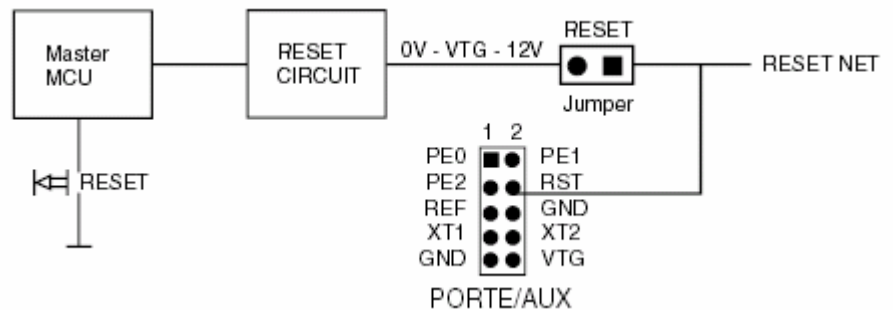 Master
MCU
RESET
CIRCUIT
0V - VTG - 12V
RESET
Jumper
RESET NET
RESET
1 2
PE0 PE1
PE2 RST
REF GND
XT1 XT2
GND VTG
PORTE/AUX